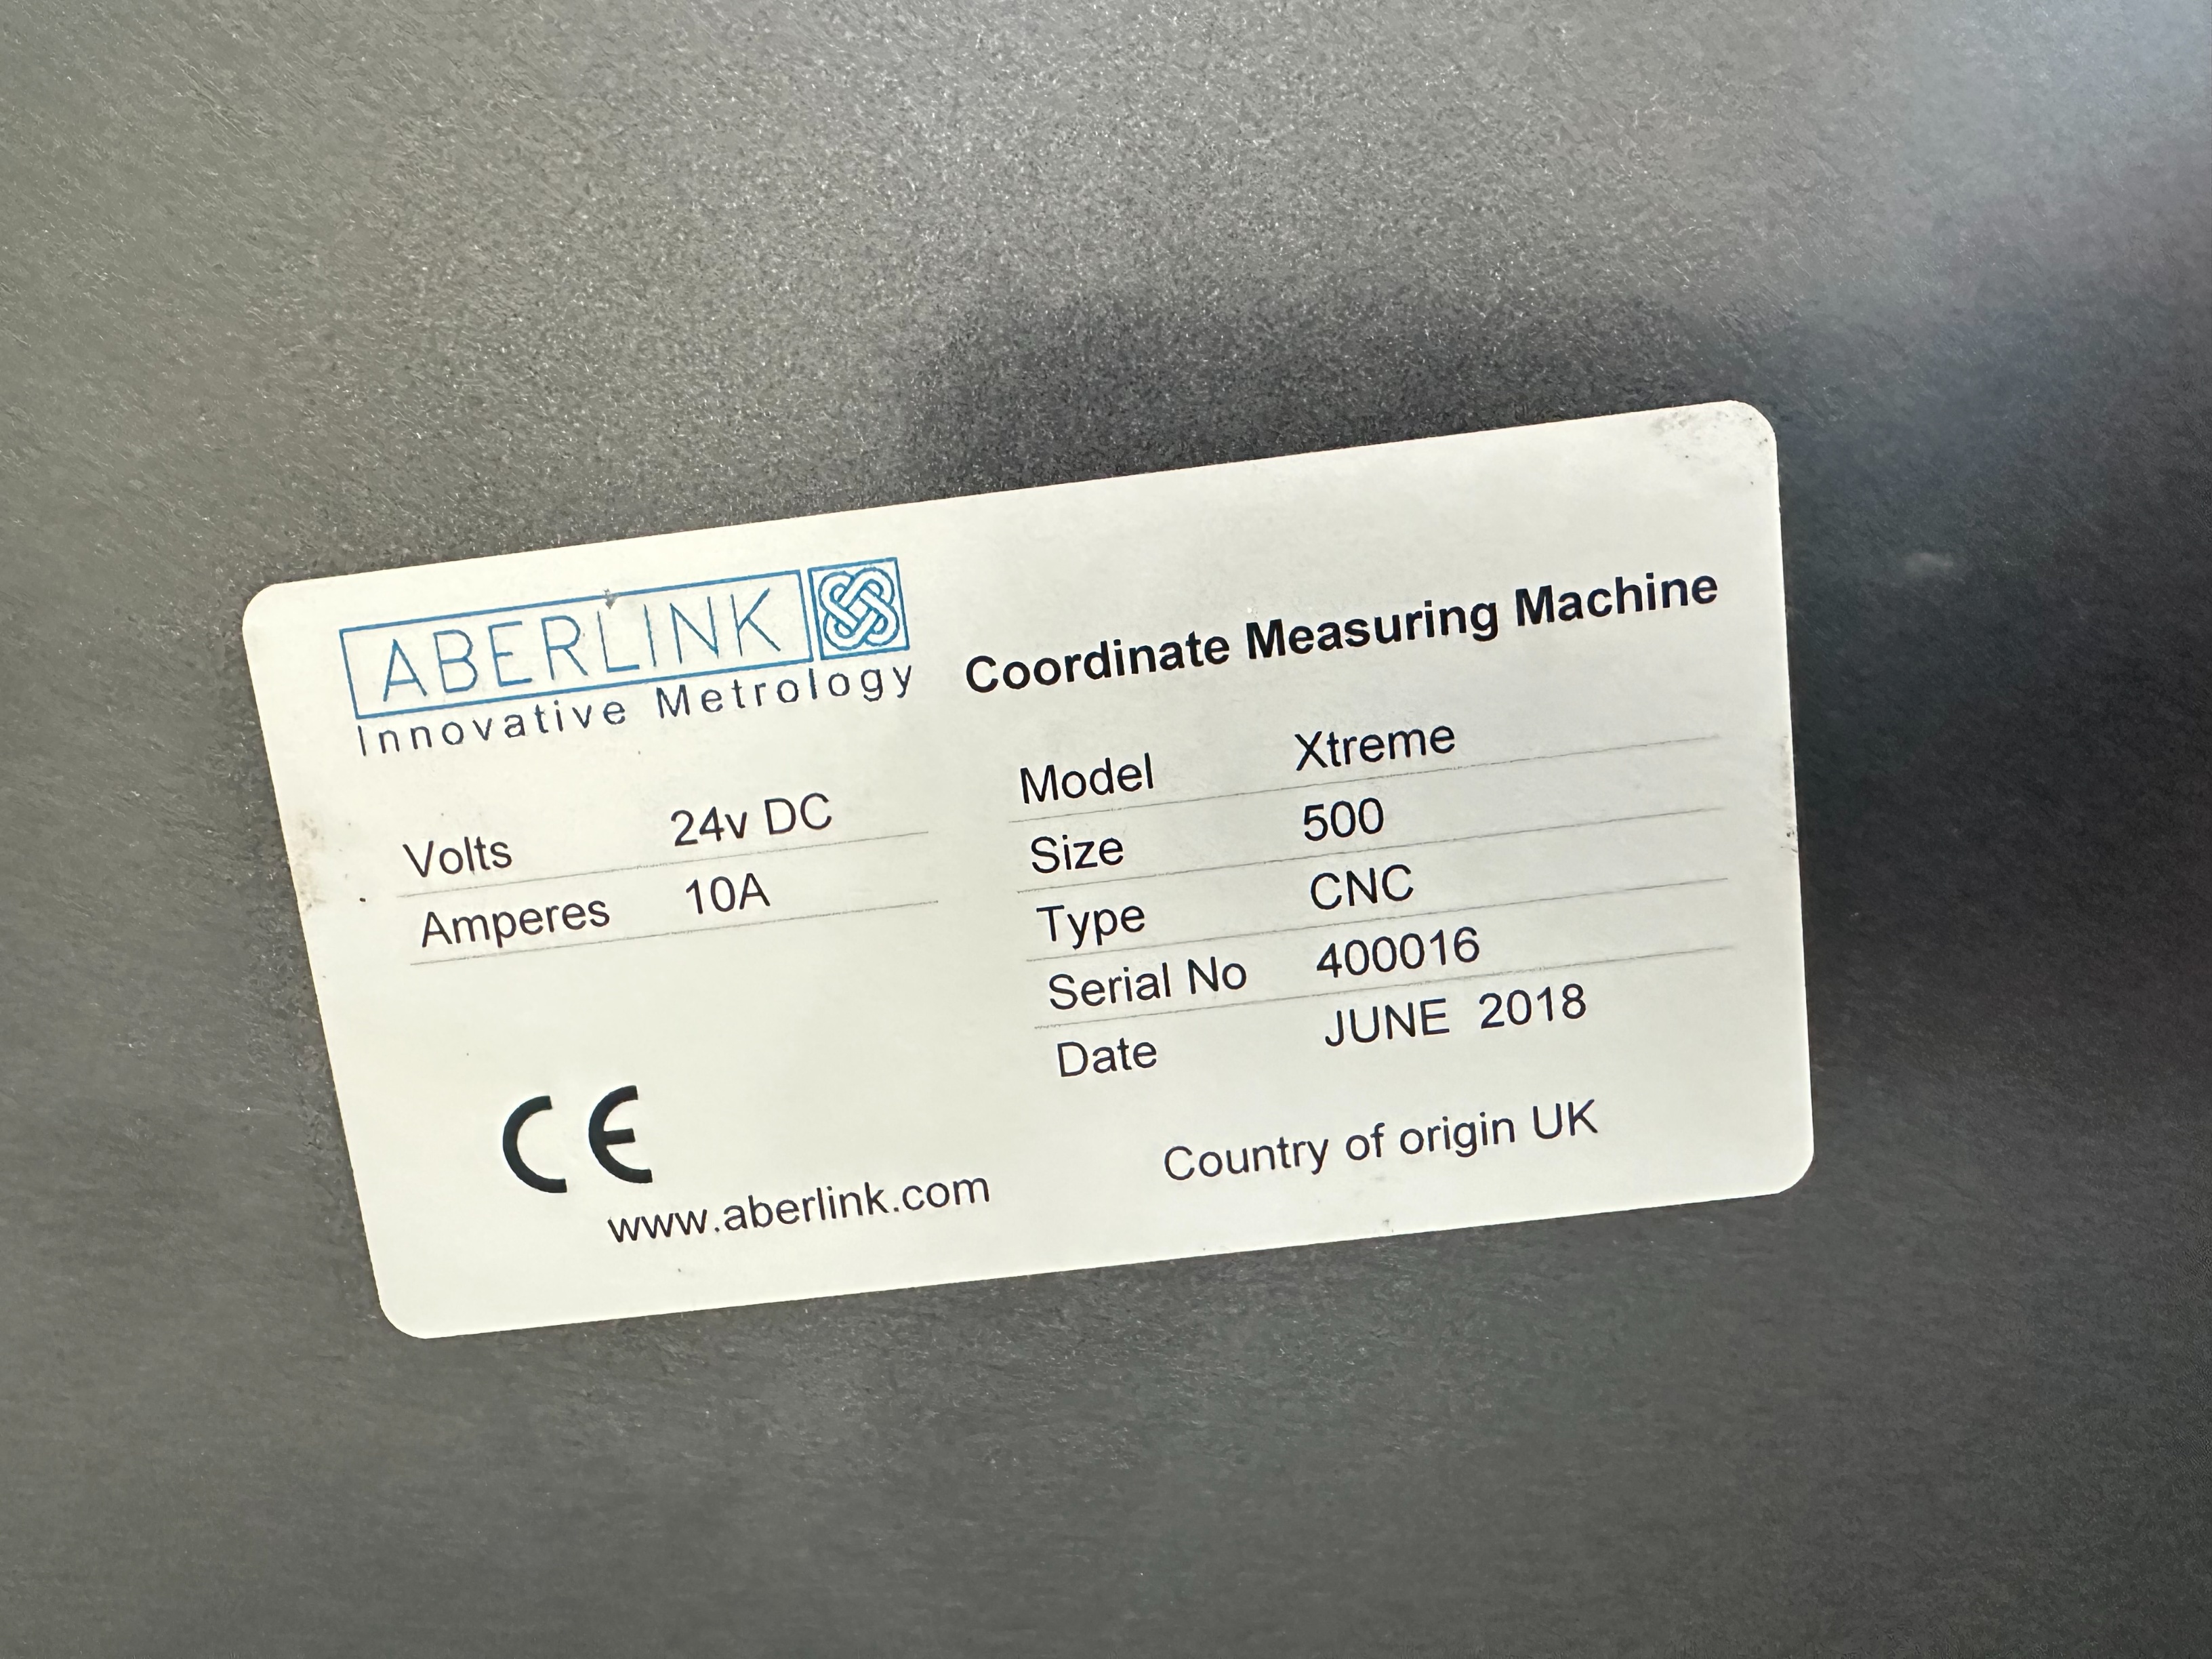 ABERLINK
Innovative Metrology
Coordinate Measuring Machine
Volts 24v DC
Amperes 10A
Model Xtreme
Size 500
Type CNC
Serial No 400016
Date JUNE 2018
CE
www.aberlink.com
Country of origin UK